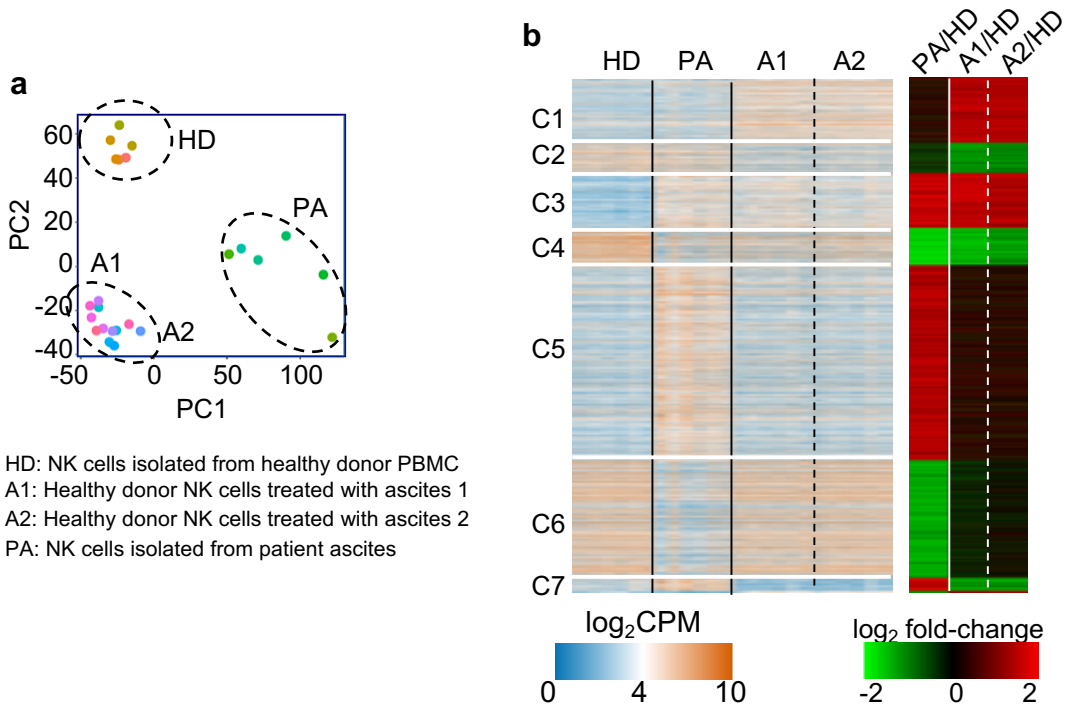 a
60
40
20
0
-20
-40
-50
0
50
100
PC2
PC1
HD
PA
A1
A2
HD: NK cells isolated from healthy donor PBMC
A1: Healthy donor NK cells treated with ascites 1
A2: Healthy donor NK cells treated with ascites 2
PA: NK cells isolated from patient ascites
b
HD PA A1 A2
PA/HD
A1/HD
A2/HD
C1
C2
C3
C4
C5
C6
C7
log₂CPM
0 4 10
log₂ fold-change
-2 0 2